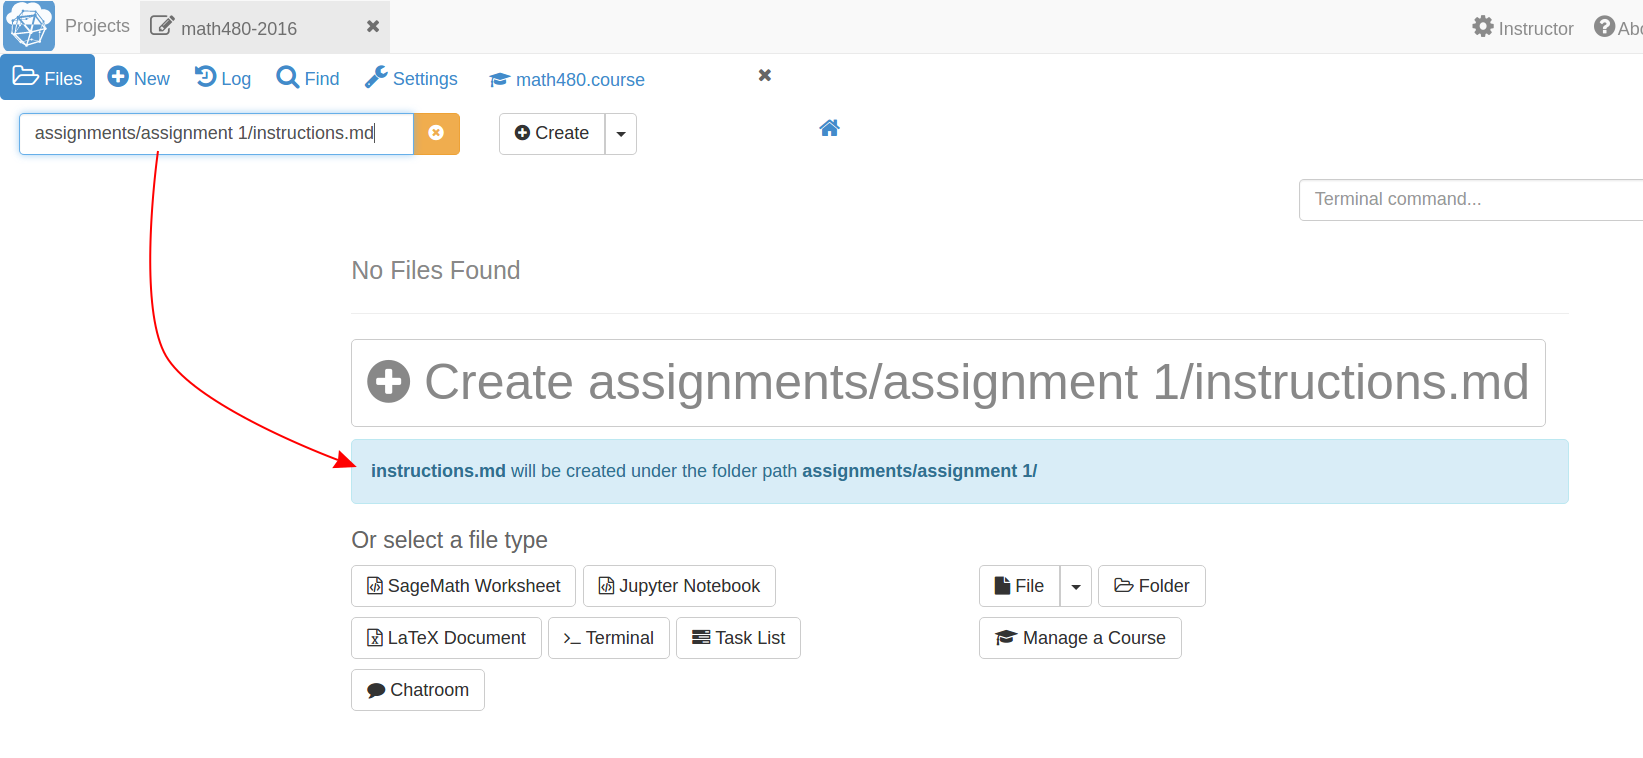 Projects math480-2016 Instructor
Files New Log Find Settings math480.course
assignments/assignment 1/instructions.md Create
Terminal command...
No Files Found
Create assignments/assignment 1/instructions.md
instructions.md will be created under the folder path assignments/assignment 1/
Or select a file type
SageMath Worksheet Jupyter Notebook File Folder
LaTeX Document Terminal Task List Manage a Course
Chatroom